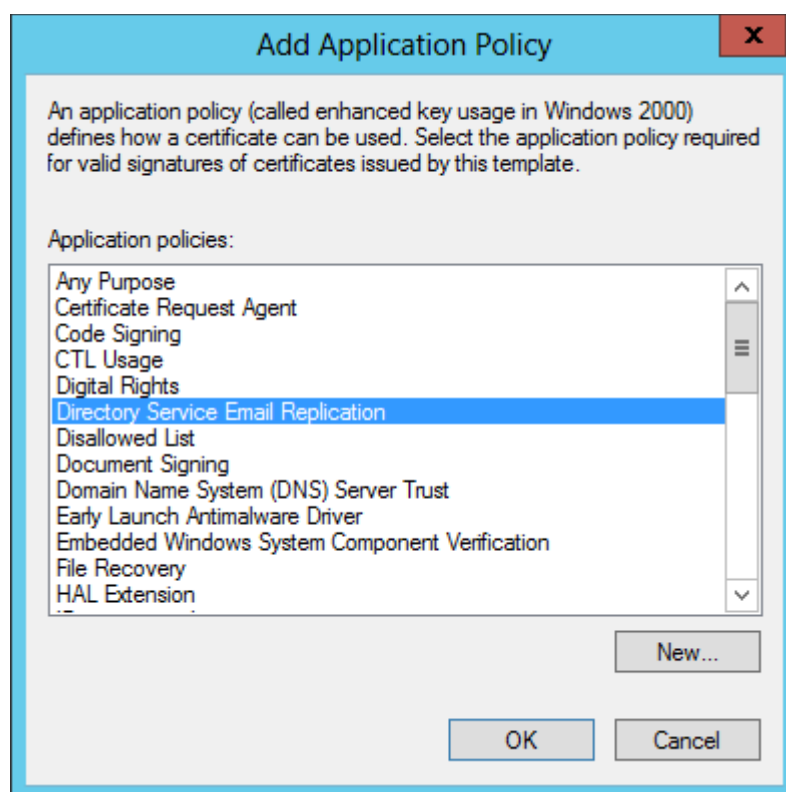 Add Application Policy
x
An application policy (called enhanced key usage in Windows 2000)
defines how a certificate can be used. Select the application policy required
for valid signatures of certificates issued by this template.
Application policies:
Any Purpose
Certificate Request Agent
Code Signing
CTL Usage
Digital Rights
Directory Service Email Replication
Disallowed List
Document Signing
Domain Name System (DNS) Server Trust
Early Launch Antimalware Driver
Embedded Windows System Component Verification
File Recovery
HAL Extension
New...
OK
Cancel